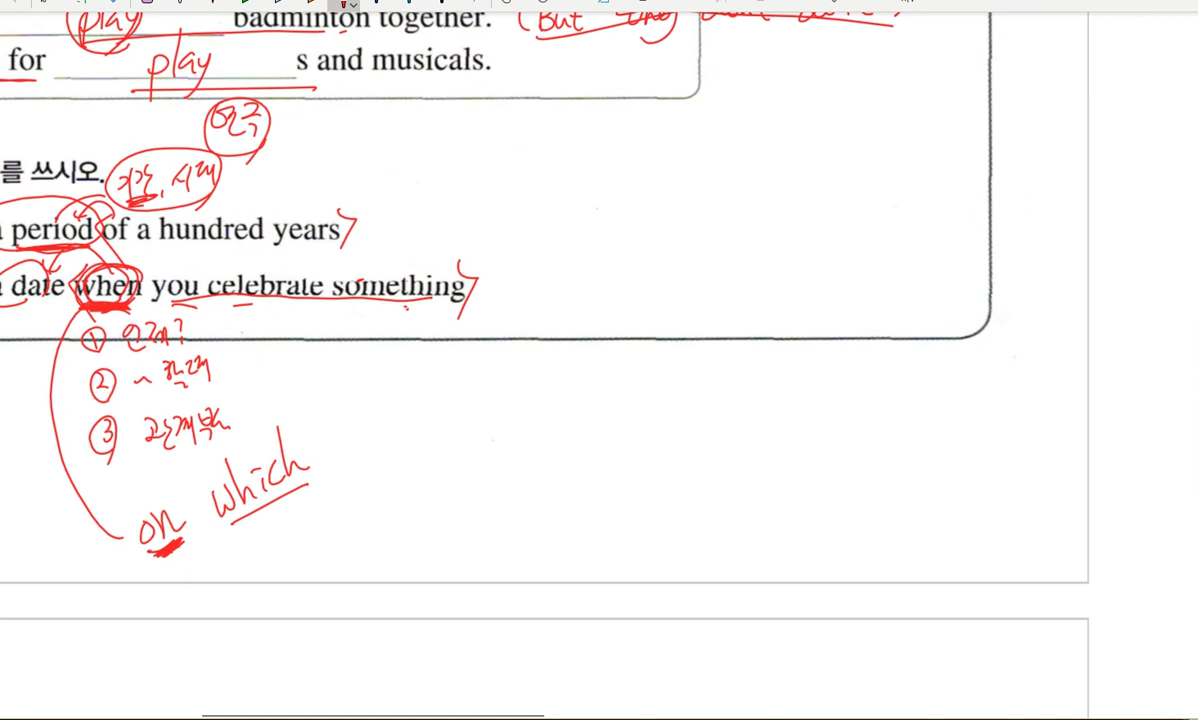 play badminton together. (But they
for play s and musicals.
연극
를 쓰시오. 기간, 시대
period of a hundred years
date when you celebrate something
① 언제?
② ~ 할 때
③ 관계부
on which